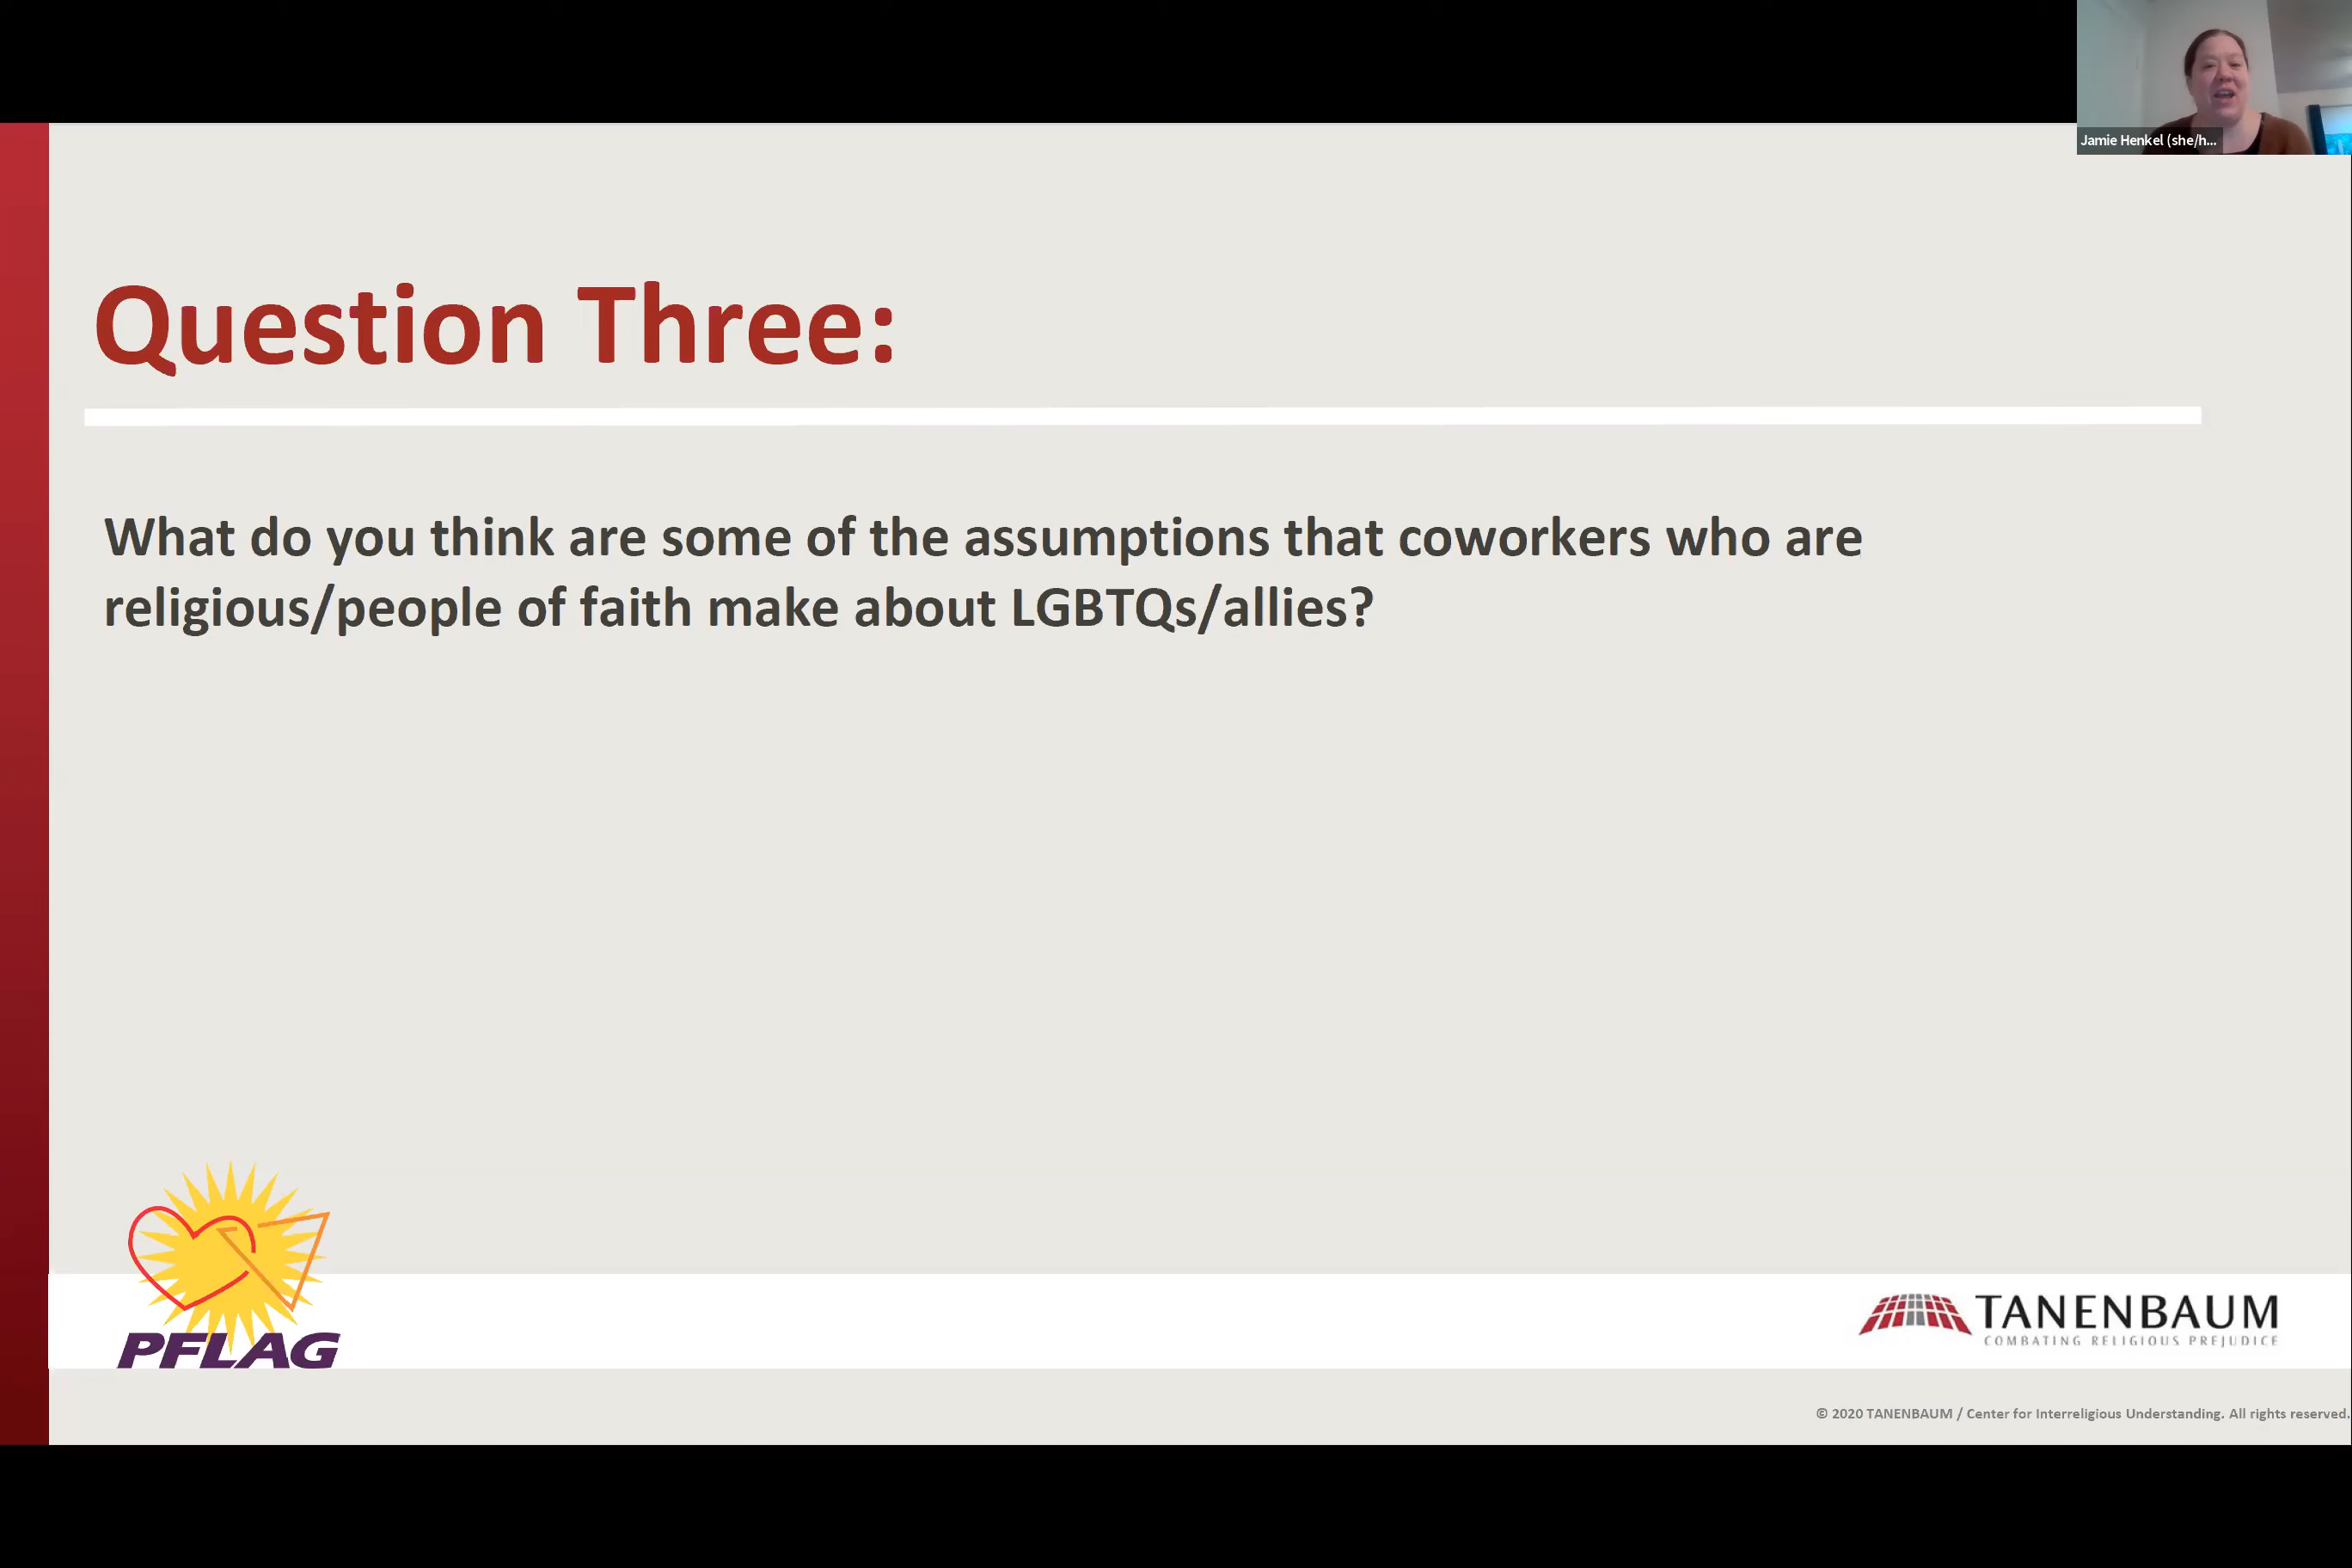 Jamie Henkel (she/h...
Question Three:
What do you think are some of the assumptions that coworkers who are
religious/people of faith make about LGBTQs/allies?
PFLAG
TANENBAUM
COMBATING RELIGIOUS PREJUDICE
© 2020 TANENBAUM / Center for Interreligious Understanding. All rights reserved.